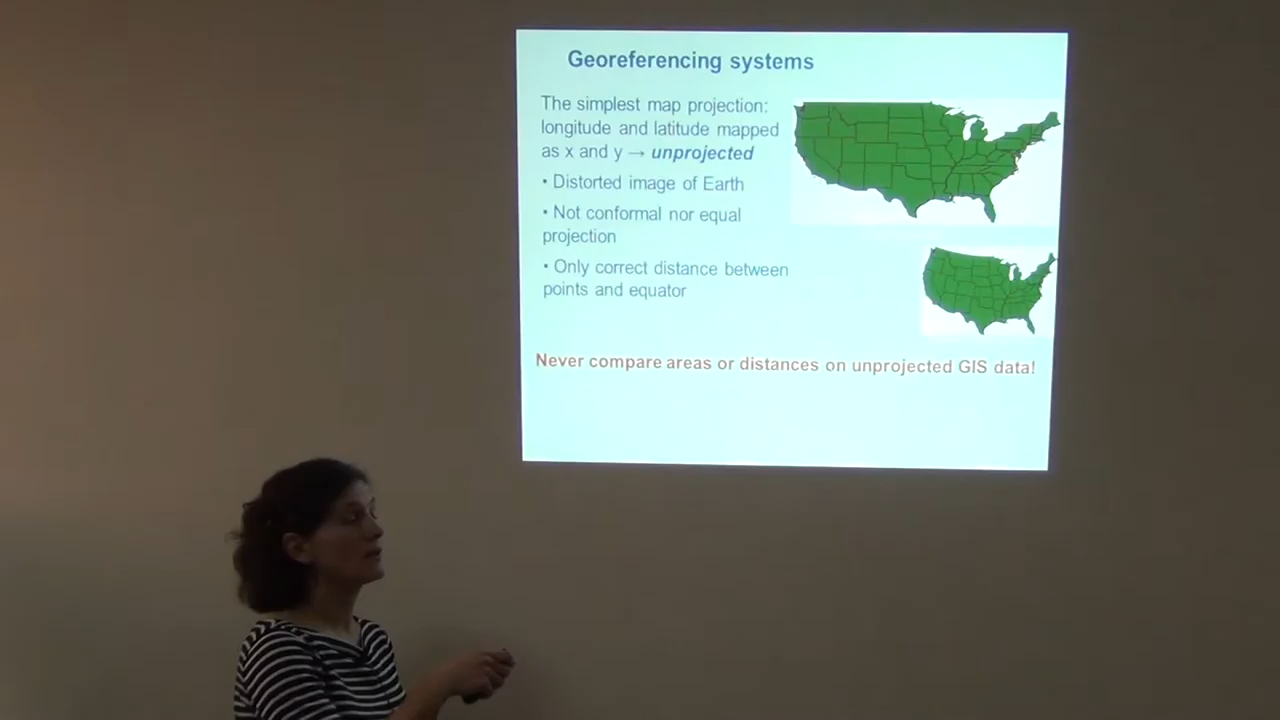 Georeferencing systems
The simplest map projection:
longitude and latitude mapped
as x and y → unprojected
• Distorted image of Earth
• Not conformal nor equal
projection
• Only correct distance between
points and equator
Never compare areas or distances on unprojected GIS data!